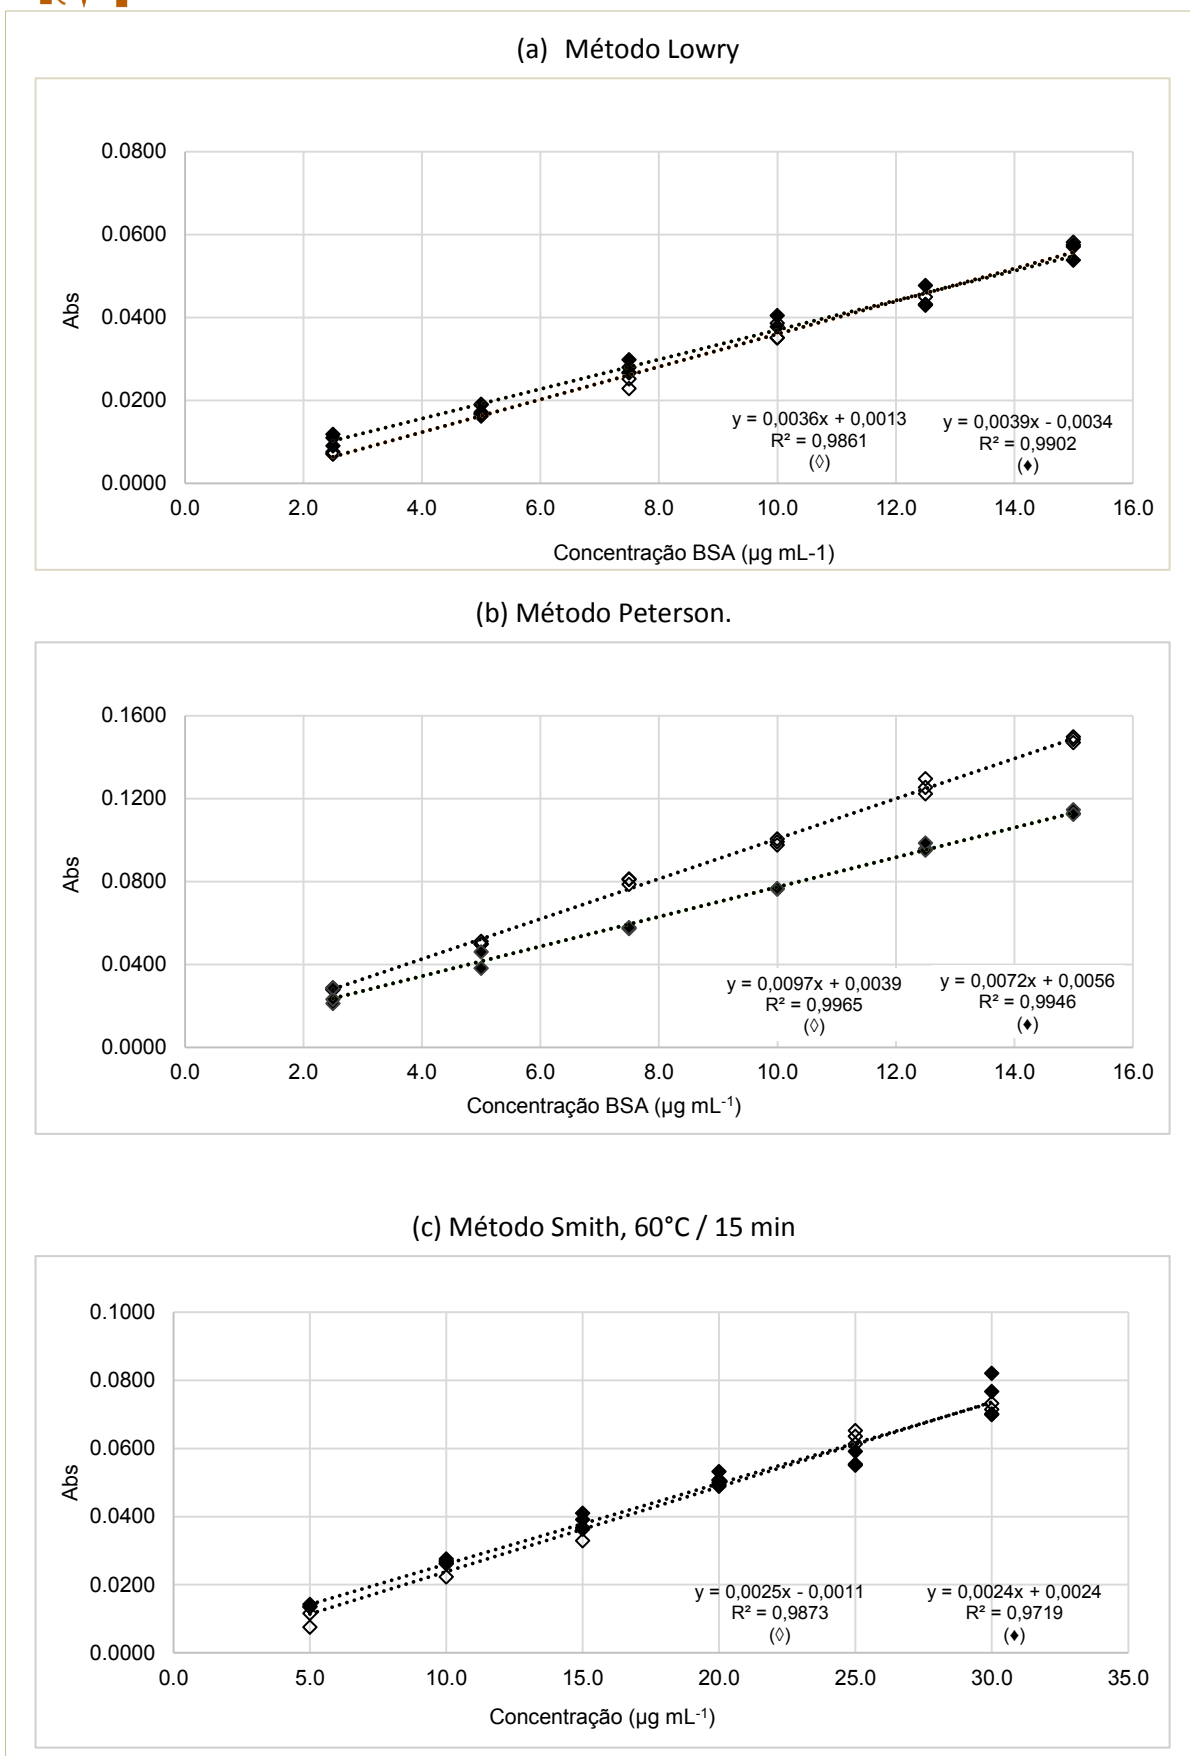 (a) Método Lowry
0.0800
0.0600
0.0400
0.0200
0.0000
Abs
y = 0,0036x + 0,0013
R² = 0,9861
(◊)
y = 0,0039x - 0,0034
R² = 0,9902
(♦)
0.0 2.0 4.0 6.0 8.0 10.0 12.0 14.0 16.0
Concentração BSA (µg mL-1)
(b) Método Peterson.
0.1600
0.1200
0.0800
0.0400
0.0000
Abs
y = 0,0097x + 0,0039
R² = 0,9965
(◊)
y = 0,0072x + 0,0056
R² = 0,9946
(♦)
0.0 2.0 4.0 6.0 8.0 10.0 12.0 14.0 16.0
Concentração BSA (µg mL⁻¹)
(c) Método Smith, 60°C / 15 min
0.1000
0.0800
0.0600
0.0400
0.0200
0.0000
Abs
y = 0,0025x - 0,0011
R² = 0,9873
(◊)
y = 0,0024x + 0,0024
R² = 0,9719
(♦)
0.0 5.0 10.0 15.0 20.0 25.0 30.0 35.0
Concentração (µg mL⁻¹)